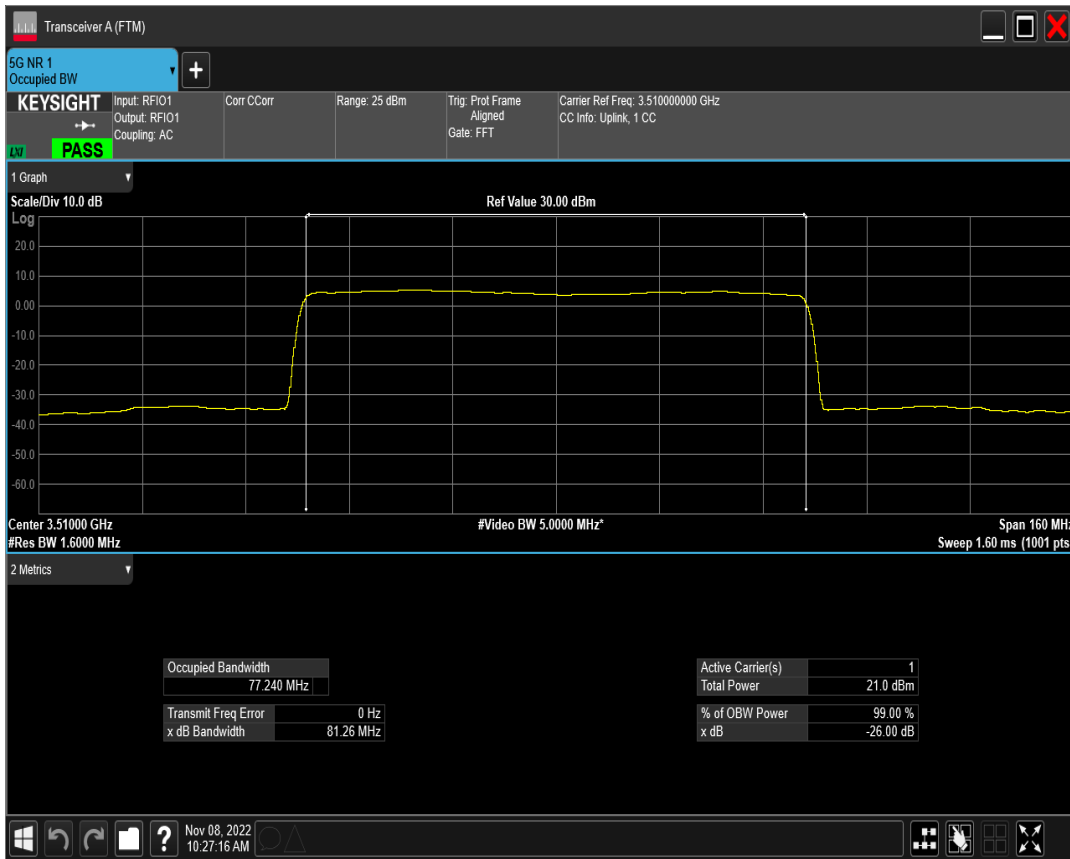 Transceiver A (FTM)
5G NR 1
Occupied BW
+
KEYSIGHT
LXI
PASS
Input: RFIO1
Output: RFIO1
Coupling: AC
Corr CCorr
Range: 25 dBm
Trig: Prot Frame
Aligned
Gate: FFT
Carrier Ref Freq: 3.510000000 GHz
CC Info: Uplink, 1 CC
1 Graph
Scale/Div 10.0 dB
Ref Value 30.00 dBm
Log
20.0
10.0
0.00
-10.0
-20.0
-30.0
-40.0
-50.0
-60.0
Center 3.51000 GHz
#Video BW 5.0000 MHz*
Span 160 MHz
#Res BW 1.6000 MHz
Sweep 1.60 ms (1001 pts
2 Metrics
Occupied Bandwidth
77.240 MHz
Transmit Freq Error 0 Hz
x dB Bandwidth 81.26 MHz
Active Carrier(s) 1
Total Power 21.0 dBm
% of OBW Power 99.00 %
x dB -26.00 dB
?
Nov 08, 2022
10:27:16 AM